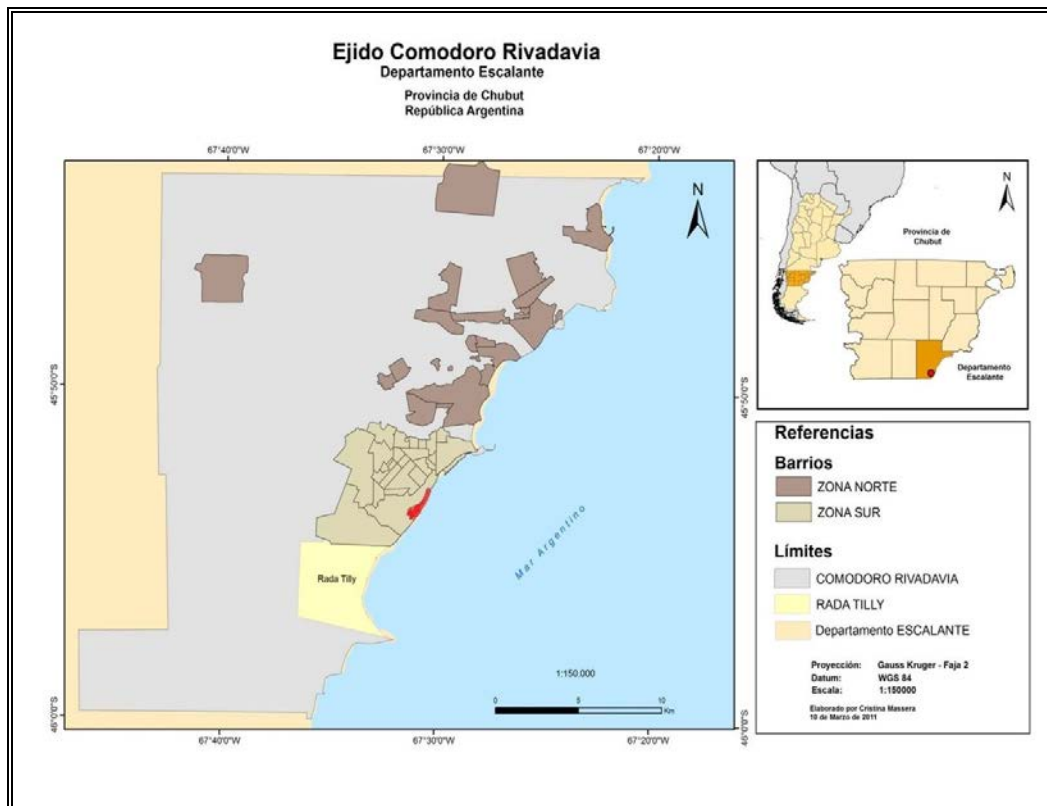 Ejido Comodoro Rivadavia
Departamento Escalante
Provincia de Chubut
República Argentina
67°40'0"W
67°30'0"W
67°20'0"W
N
N
Provincia de
Chubut
Departamento
Escalante
45°50'0"S
45°50'0"S
Mar Argentino
Rada Tilly
1:150.000
0
5
10
Km
46°0'0"S
46°0'0"S
67°40'0"W
67°30'0"W
67°20'0"W
Referencias
Barrios
ZONA NORTE
ZONA SUR
Límites
COMODORO RIVADAVIA
RADA TILLY
Departamento ESCALANTE
Proyección: Gauss Kruger - Faja 2
Datum: WGS 84
Escala: 1:150000
Elaborado por Cristina Massera
10 de Marzo de 2011